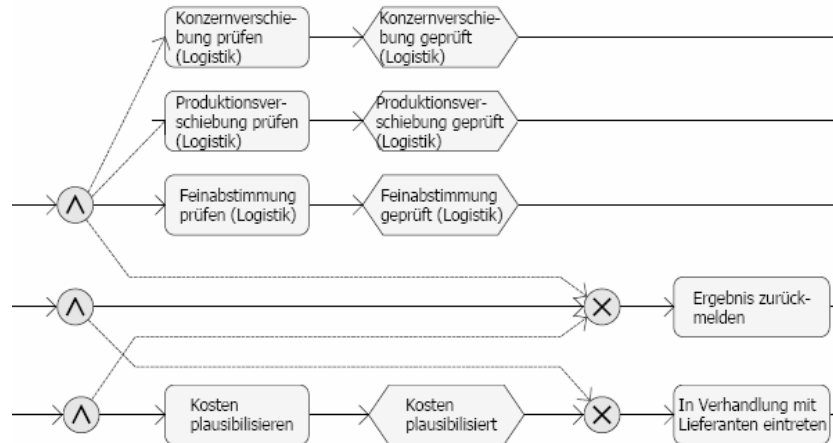 Konzernverschie-
bung prüfen
(Logistik)
Konzernverschie-
bung geprüft
(Logistik)
Produktionsver-
schiebung prüfen
(Logistik)
Produktionsver-
schiebung geprüft
(Logistik)
Feinabstimmung
prüfen (Logistik)
Feinabstimmung
geprüft (Logistik)
Ergebnis zurück-
melden
Kosten
plausibilisieren
Kosten
plausibilisiert
In Verhandlung mit
Lieferanten eintreten